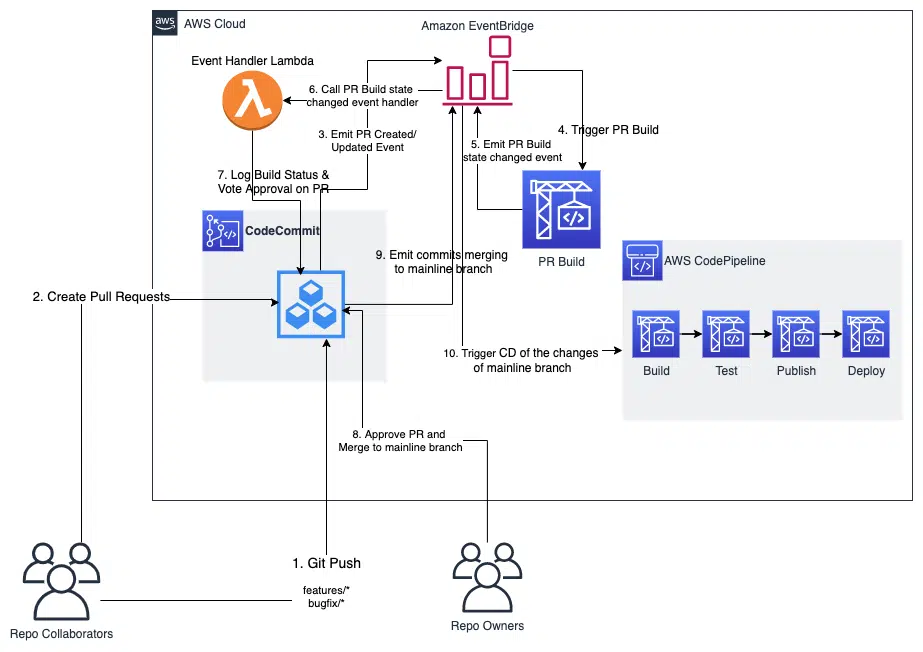 aws
AWS Cloud
Amazon EventBridge
Event Handler Lambda
6. Call PR Build state
changed event handler
3. Emit PR Created/
Updated Event
4. Trigger PR Build
5. Emit PR Build
state changed event
7. Log Build Status &
Vote Approval on PR
CodeCommit
9. Emit commits merging
to mainline branch
PR Build
AWS CodePipeline
2. Create Pull Requests
10. Trigger CD of the changes
of mainline branch
Build
Test
Publish
Deploy
8. Approve PR and
Merge to mainline branch
1. Git Push
features/*
bugfix/*
Repo Collaborators
Repo Owners